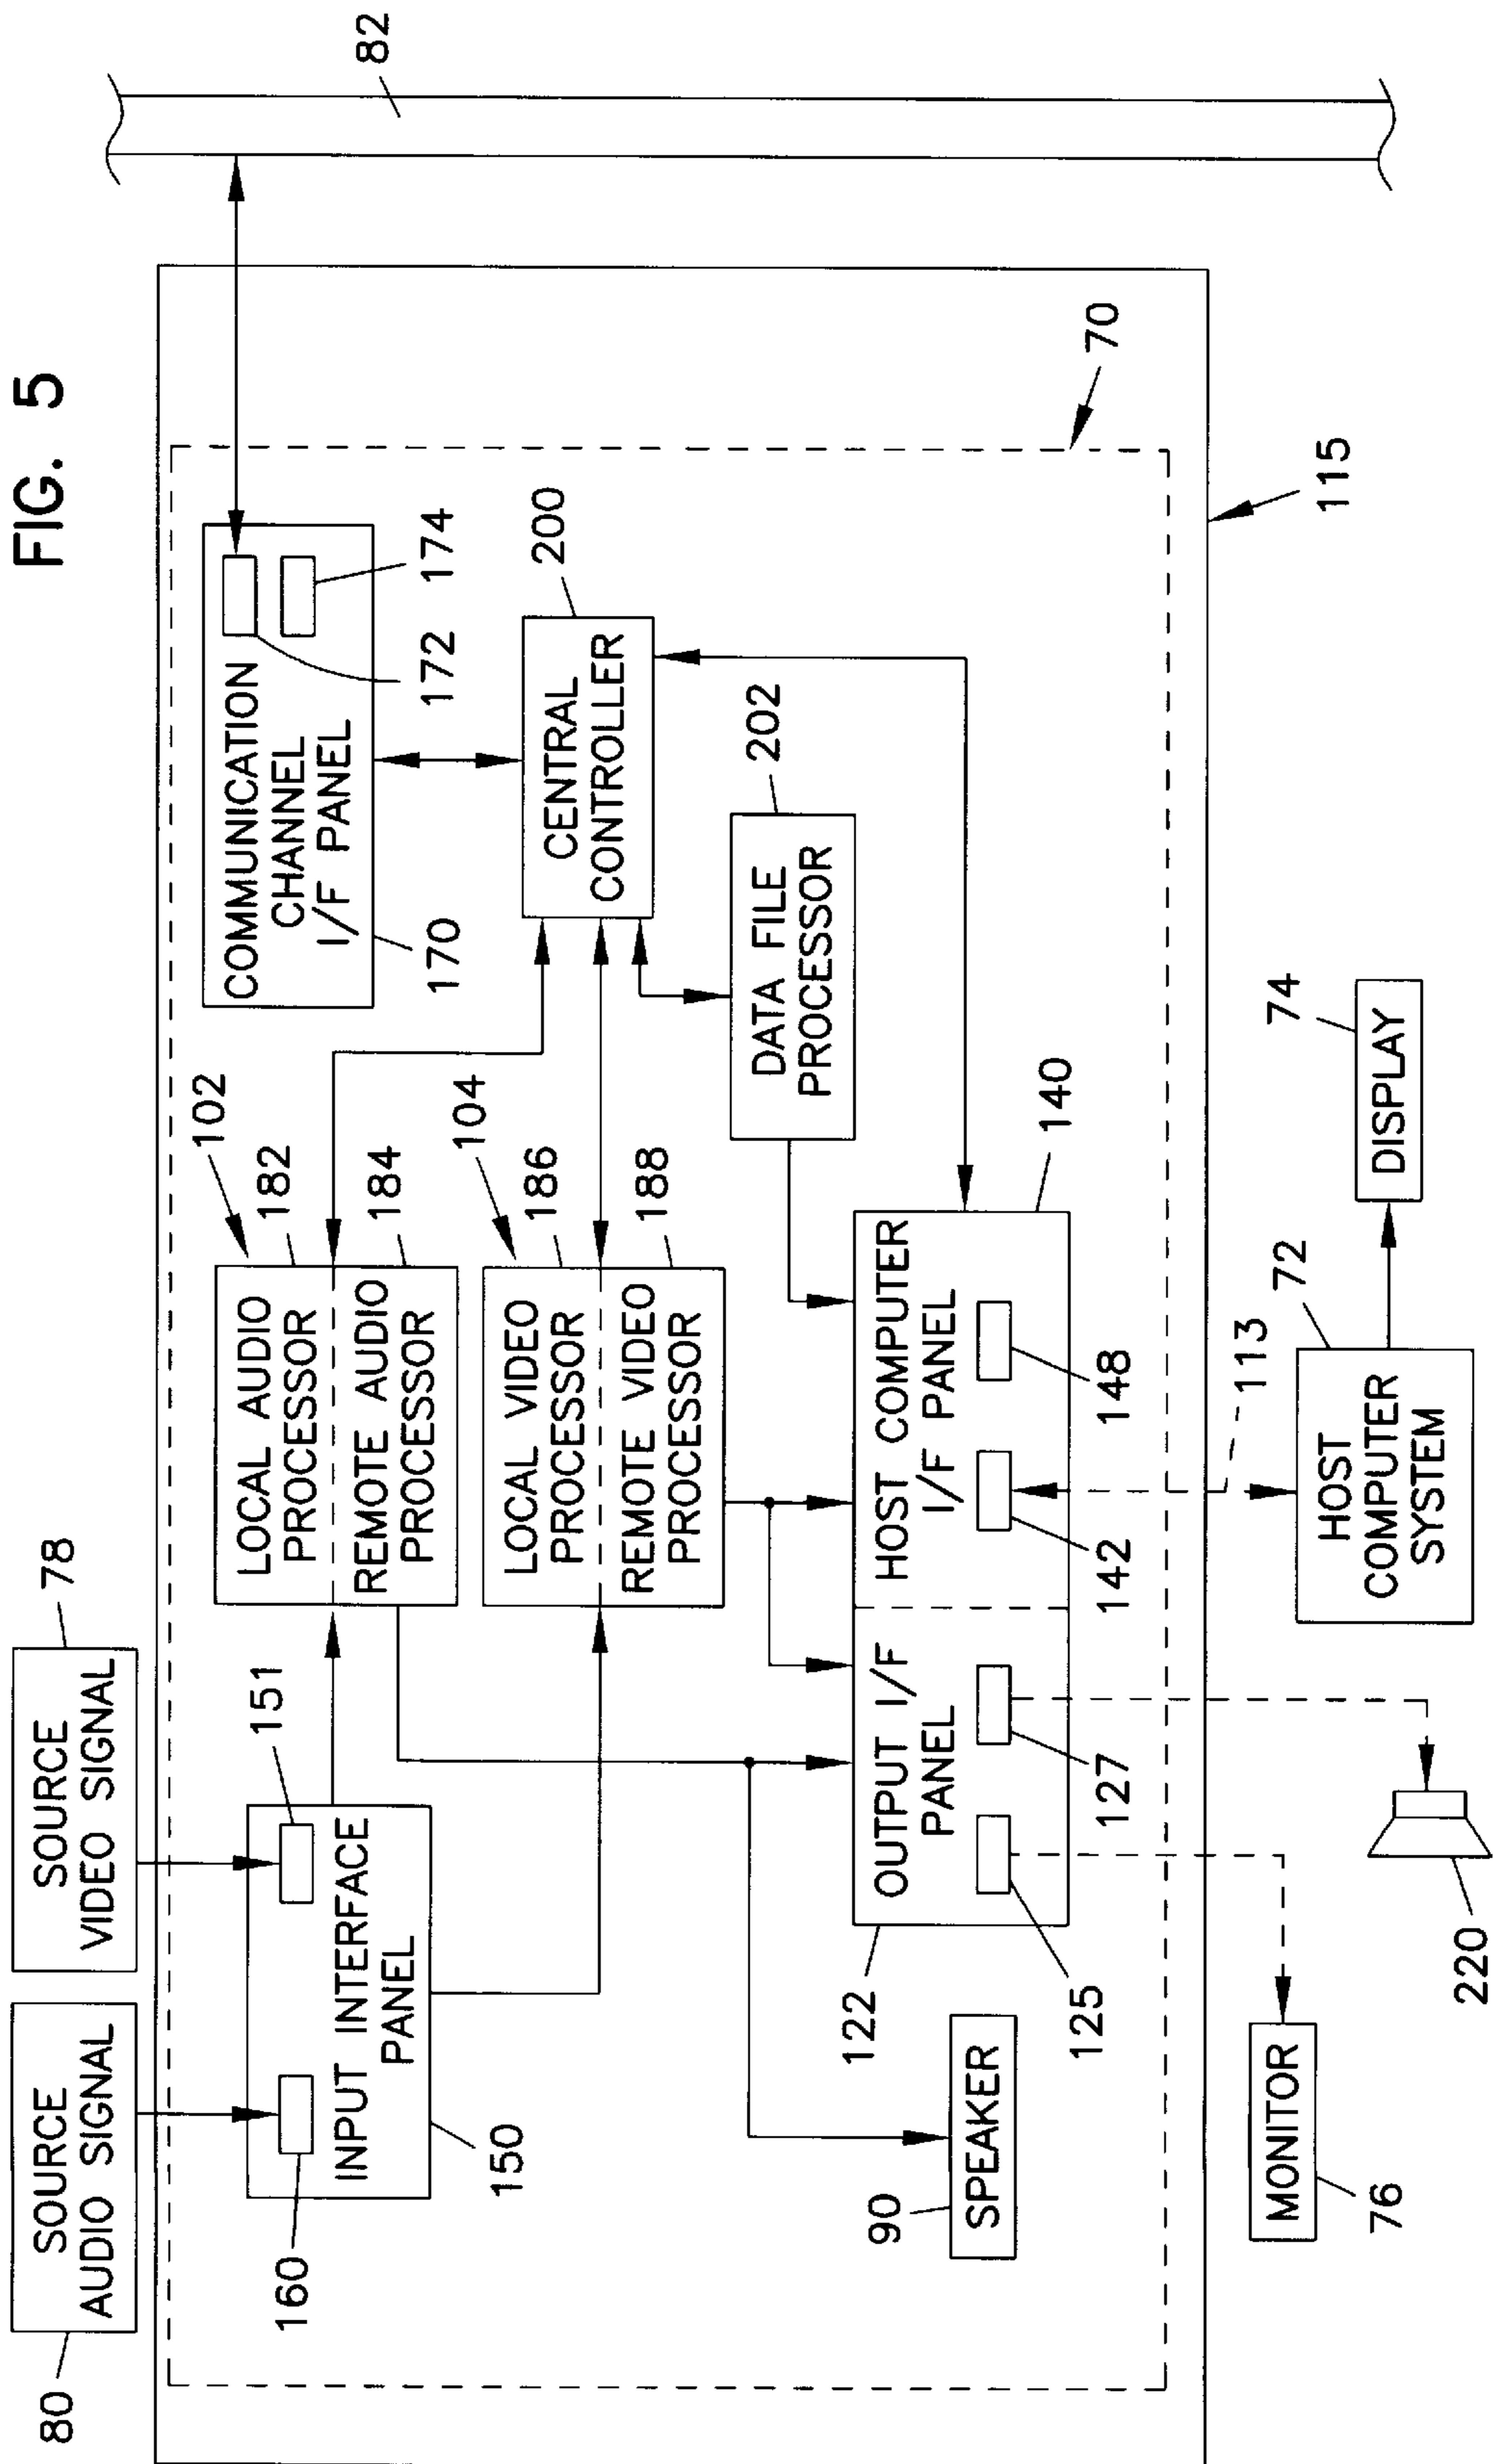 FIG. 5
80
SOURCE
AUDIO SIGNAL
SOURCE
VIDEO SIGNAL
78
82
160
151
INPUT INTERFACE
PANEL
150
102
LOCAL AUDIO
PROCESSOR
182
REMOTE AUDIO
PROCESSOR
184
104
LOCAL VIDEO
PROCESSOR
186
REMOTE VIDEO
PROCESSOR
188
COMMUNICATION
CHANNEL
I/F PANEL
170
172
174
CENTRAL
CONTROLLER
200
DATA FILE
PROCESSOR
202
70
115
90
SPEAKER
122
OUTPUT I/F
PANEL
125
127
HOST COMPUTER
I/F PANEL
140
142
148
113
MONITOR
76
220
HOST
COMPUTER
SYSTEM
72
DISPLAY
74